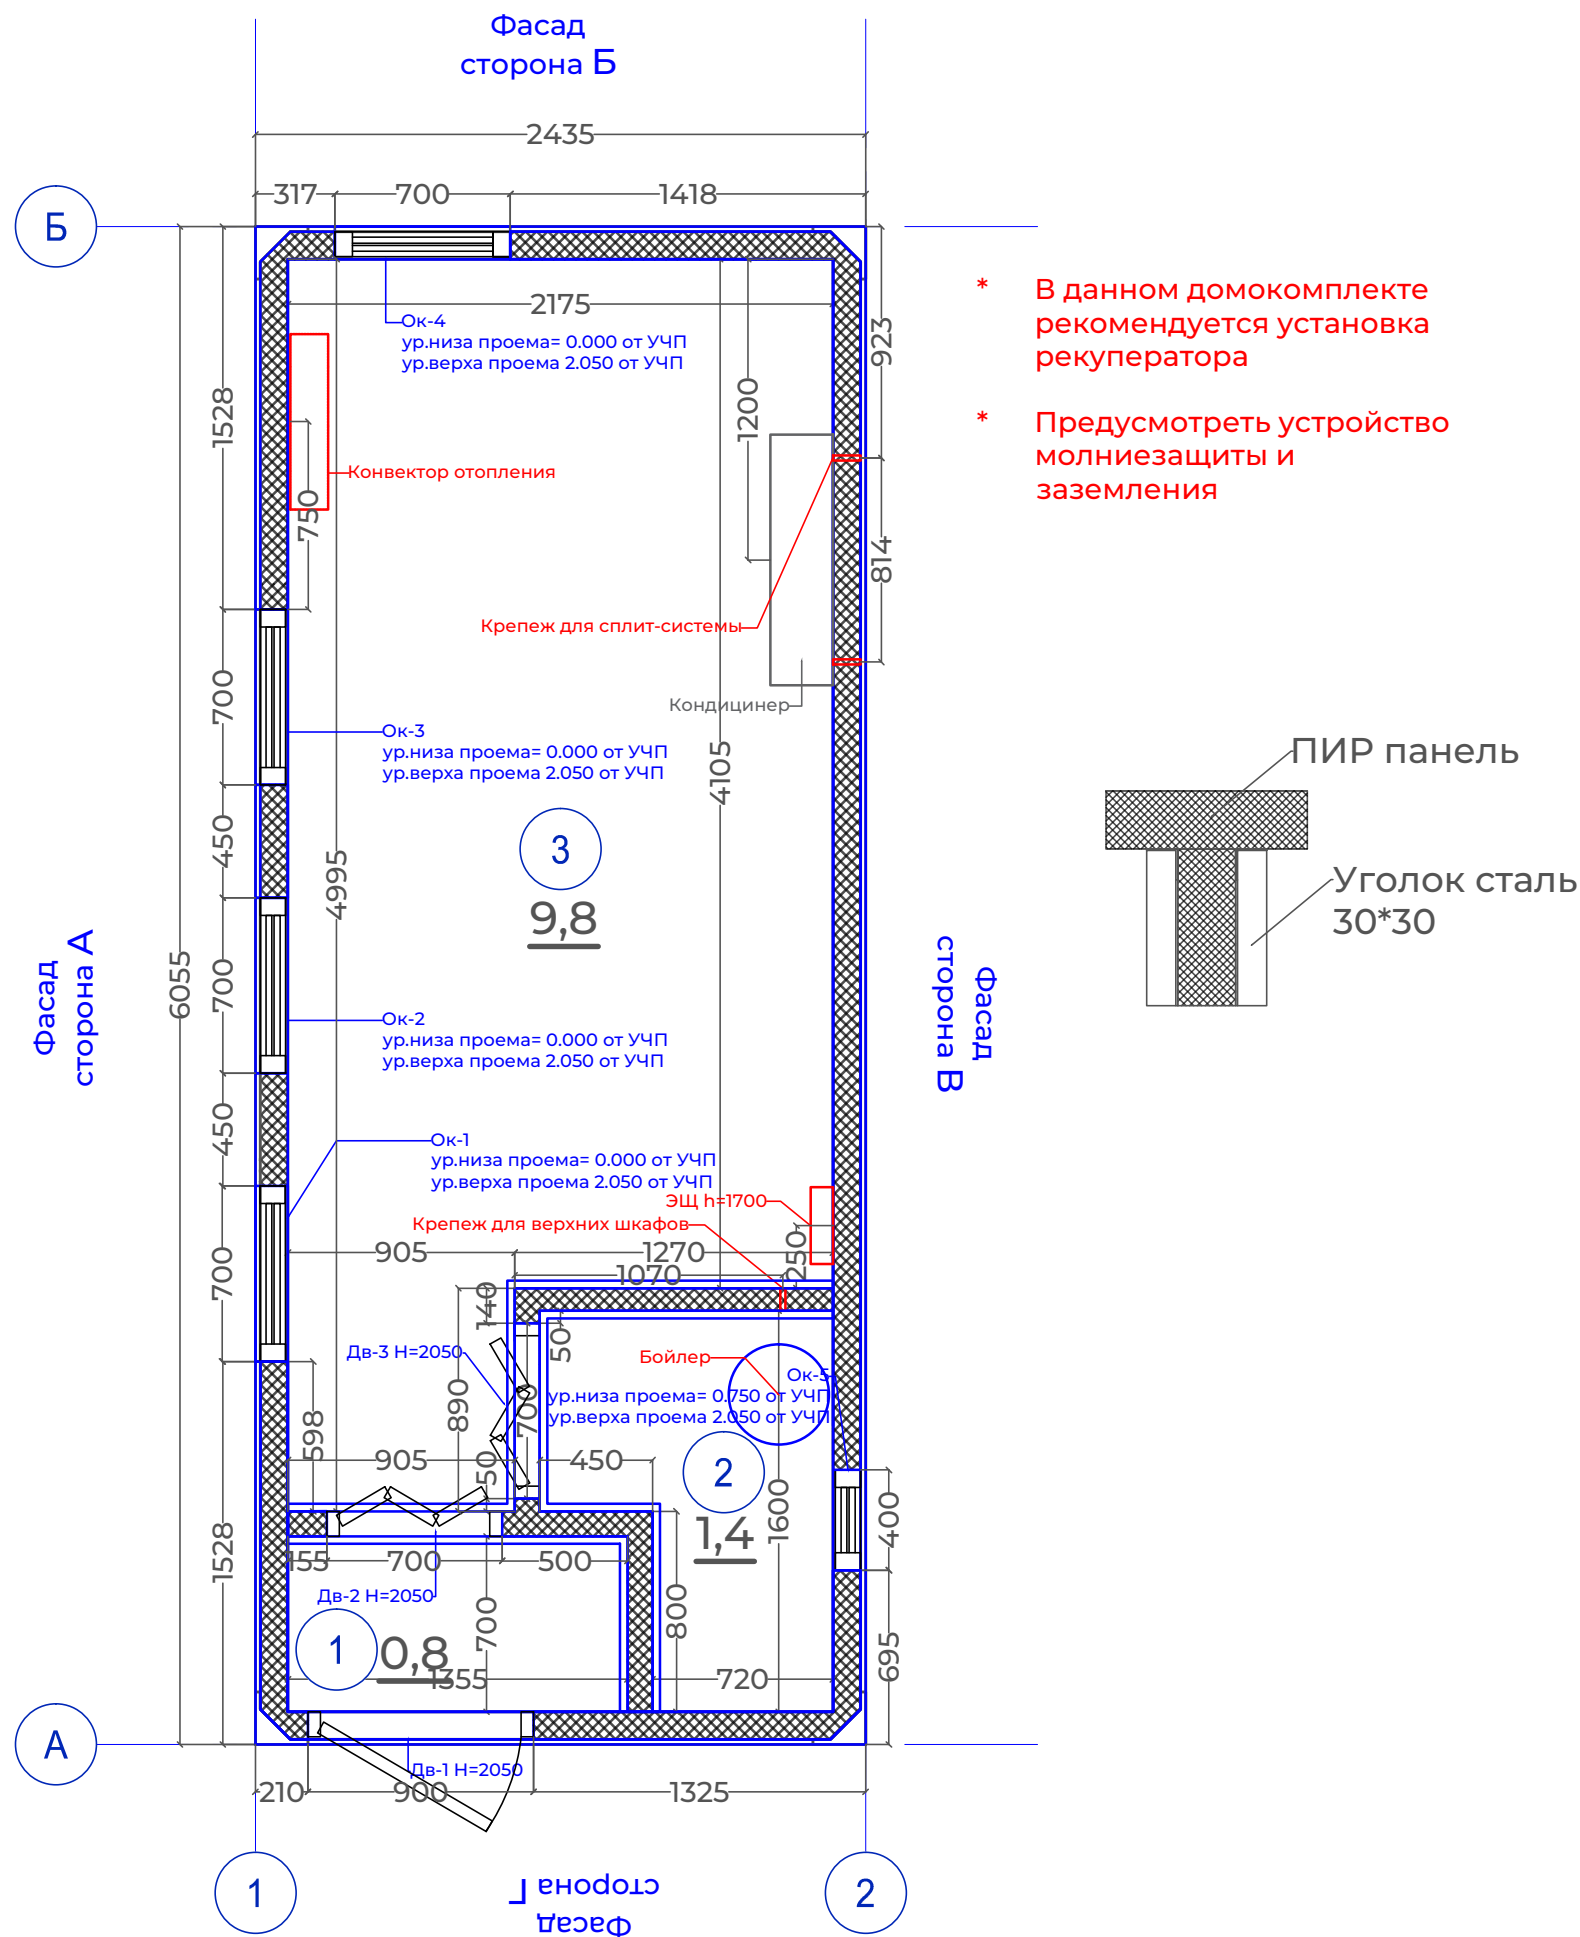 Фасад
сторона Б
2435
317
700
1418
Б
2175
Ок-4
ур.низа проема= 0.000 от УЧП
ур.верха проема 2.050 от УЧП
923
* В данном домокомплекте
рекомендуется установка
рекуператора
* Предусмотреть устройство
молниезащиты и
заземления
1528
1200
Конвектор отопления
750
814
Крепеж для сплит-системы
700
Кондицинер
Ок-3
ур.низа проема= 0.000 от УЧП
ур.верха проема 2.050 от УЧП
4105
ПИР панель
450
3
4995
9,8
Уголок сталь
30*30
Фасад
сторона А
6055
700
Фасад
сторона В
Ок-2
ур.низа проема= 0.000 от УЧП
ур.верха проема 2.050 от УЧП
450
Ок-1
ур.низа проема= 0.000 от УЧП
ур.верха проема 2.050 от УЧП
ЭЩ h=1700
Крепеж для верхних шкафов
700
905
1270
250
1070
140
50
Дв-3 Н=2050
Бойлер
Ок-5
ур.низа проема= 0.750 от УЧП
ур.верха проема 2.050 от УЧП
890
700
598
905
50
450
2
1,4
1600
400
1528
155
700
500
Дв-2 Н=2050
700
800
1
0,8
1355
720
695
А
Дв-1 Н=2050
210
900
1325
1
2
Фасад
сторона Г